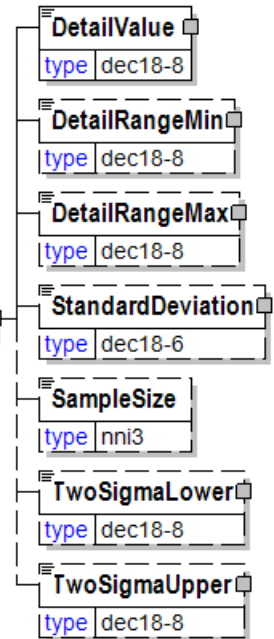 DetailValue
type dec18-8
DetailRangeMin
type dec18-8
DetailRangeMax
type dec18-8
StandardDeviation
type dec18-6
SampleSize
type nni3
TwoSigmaLower
type dec18-8
TwoSigmaUpper
type dec18-8